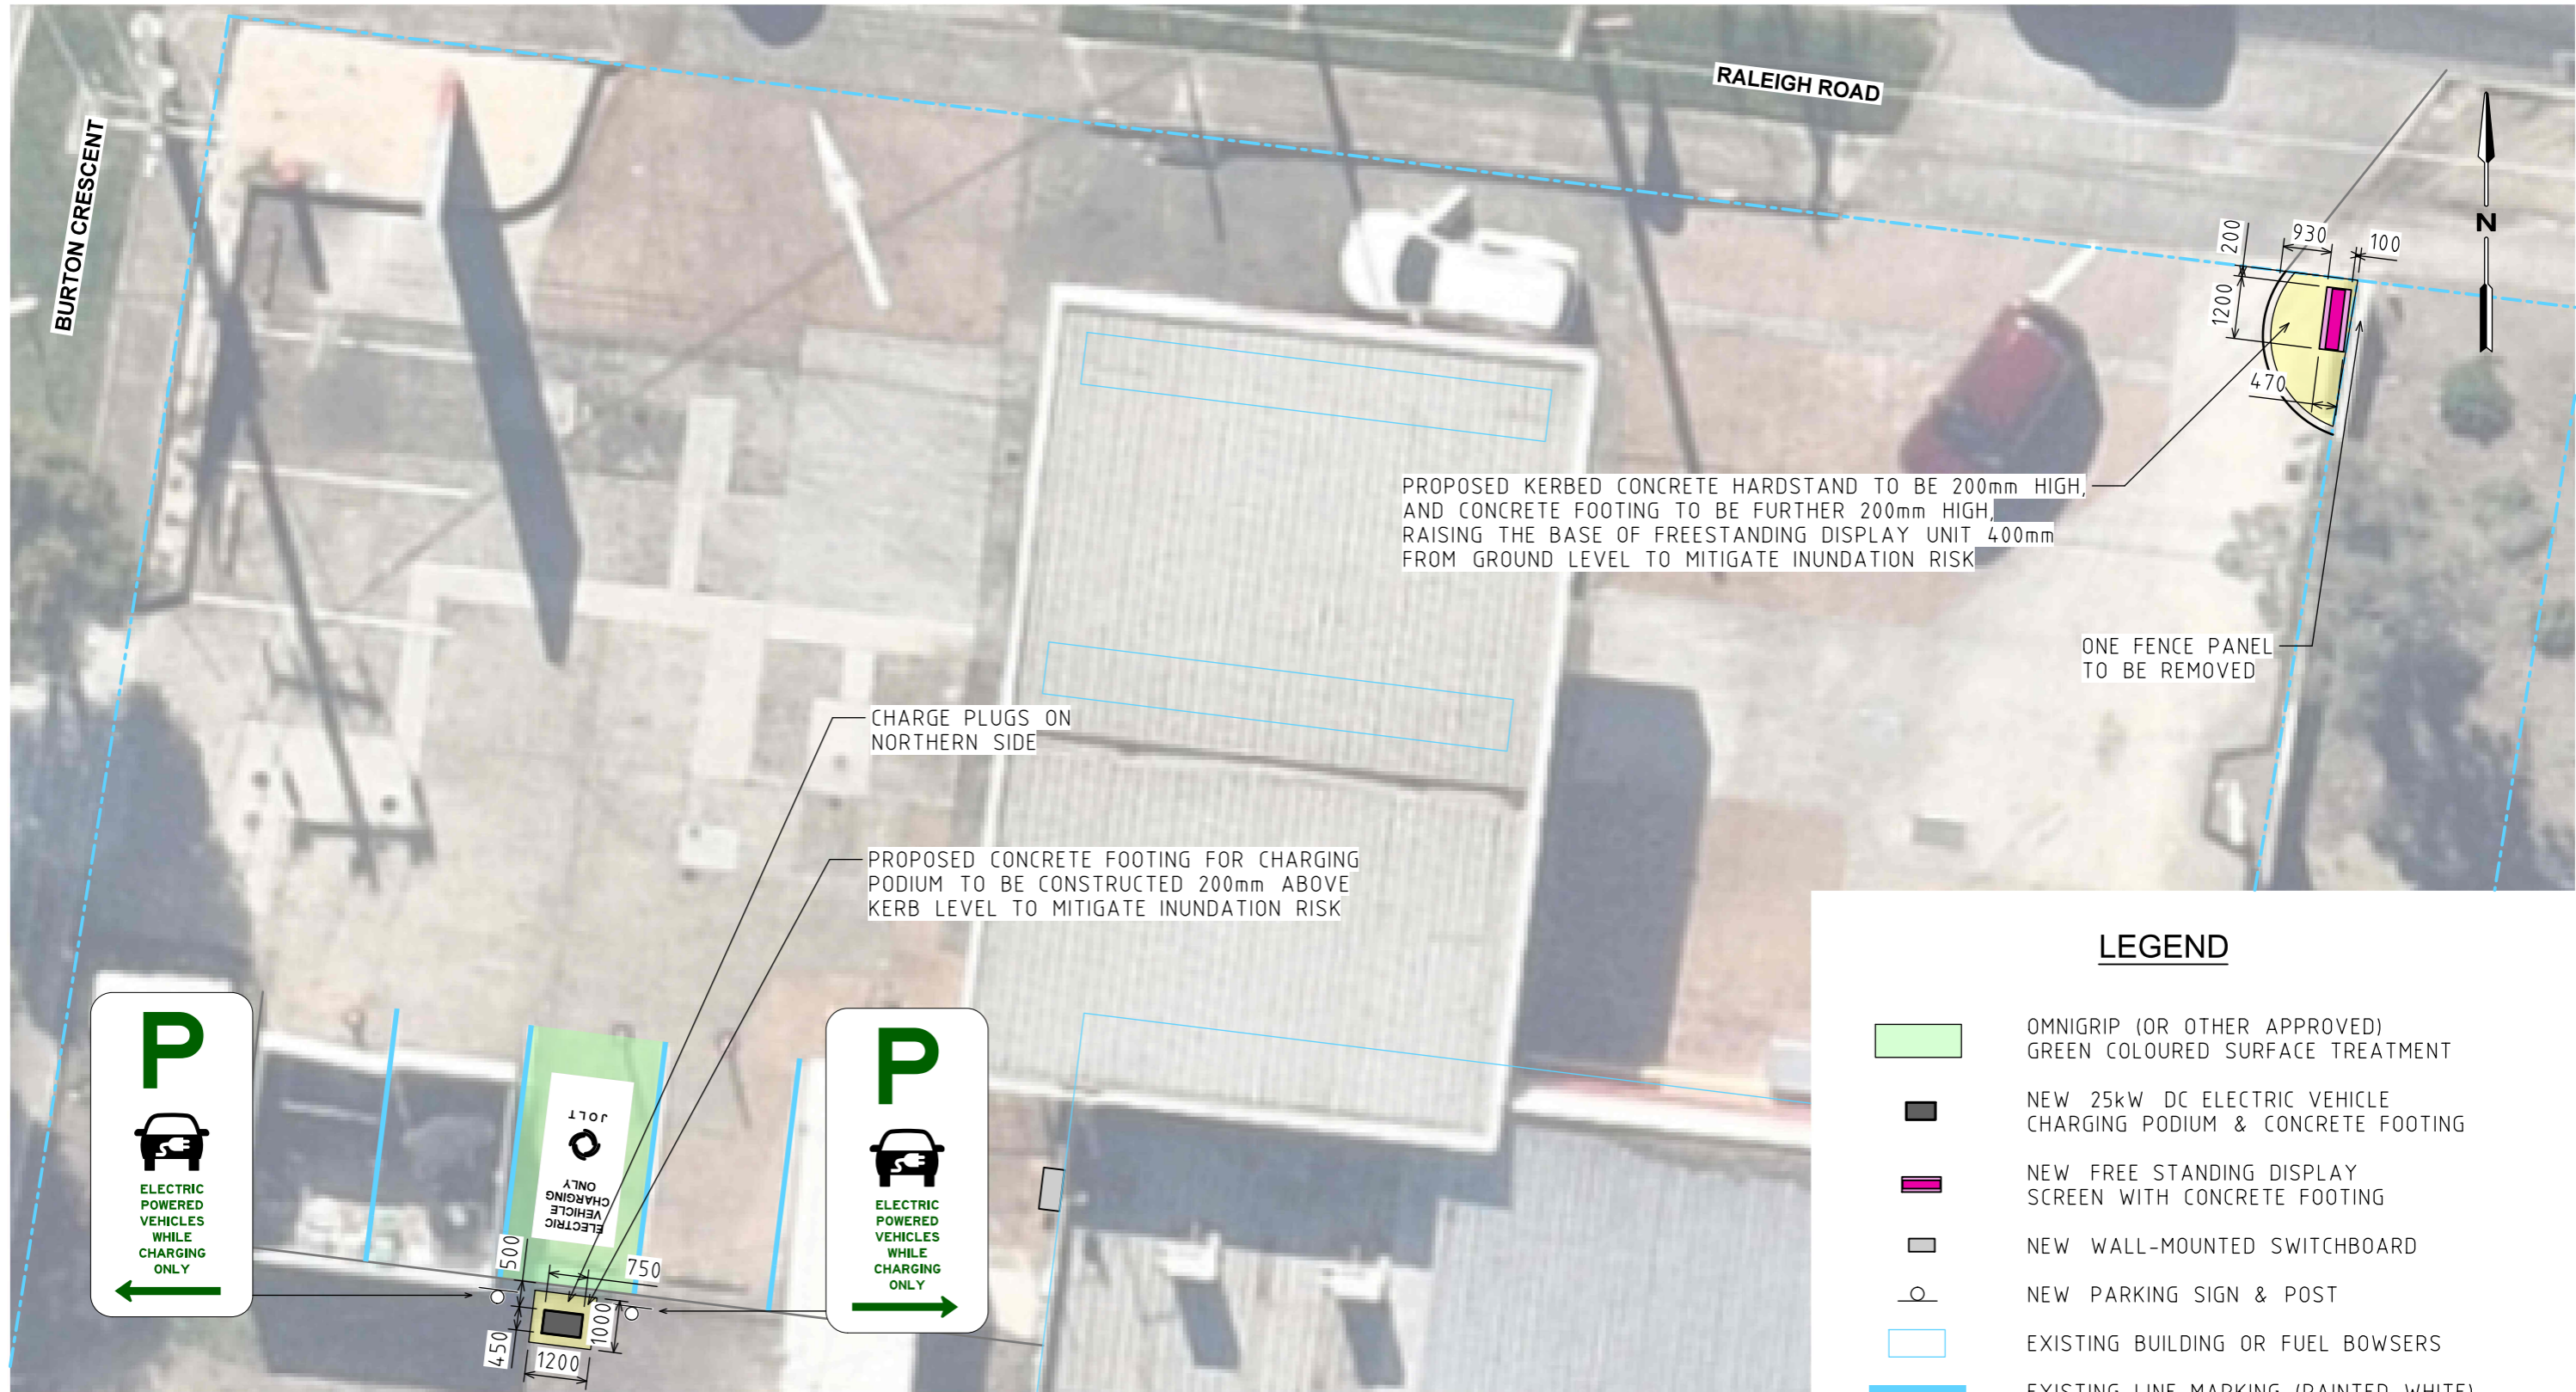 RALEIGH ROAD
BURTON CRESCENT
N
200
930
100
1200
470
PROPOSED KERBED CONCRETE HARDSTAND TO BE 200mm HIGH,
AND CONCRETE FOOTING TO BE FURTHER 200mm HIGH,
RAISING THE BASE OF FREESTANDING DISPLAY UNIT 400mm
FROM GROUND LEVEL TO MITIGATE INUNDATION RISK
ONE FENCE PANEL
TO BE REMOVED
CHARGE PLUGS ON
NORTHERN SIDE
PROPOSED CONCRETE FOOTING FOR CHARGING
PODIUM TO BE CONSTRUCTED 200mm ABOVE
KERB LEVEL TO MITIGATE INUNDATION RISK
P
ELECTRIC
POWERED
VEHICLES
WHILE
CHARGING
ONLY
ELECTRIC
VEHICLE
CHARGING
ONLY
JOLT
500
750
450
1000
1200
P
ELECTRIC
POWERED
VEHICLES
WHILE
CHARGING
ONLY
LEGEND
OMNIGRIP (OR OTHER APPROVED)
GREEN COLOURED SURFACE TREATMENT
NEW 25kW DC ELECTRIC VEHICLE
CHARGING PODIUM & CONCRETE FOOTING
NEW FREE STANDING DISPLAY
SCREEN WITH CONCRETE FOOTING
NEW WALL-MOUNTED SWITCHBOARD
NEW PARKING SIGN & POST
EXISTING BUILDING OR FUEL BOWSERS
EXISTING LINE MARKING (PAINTED WHITE)